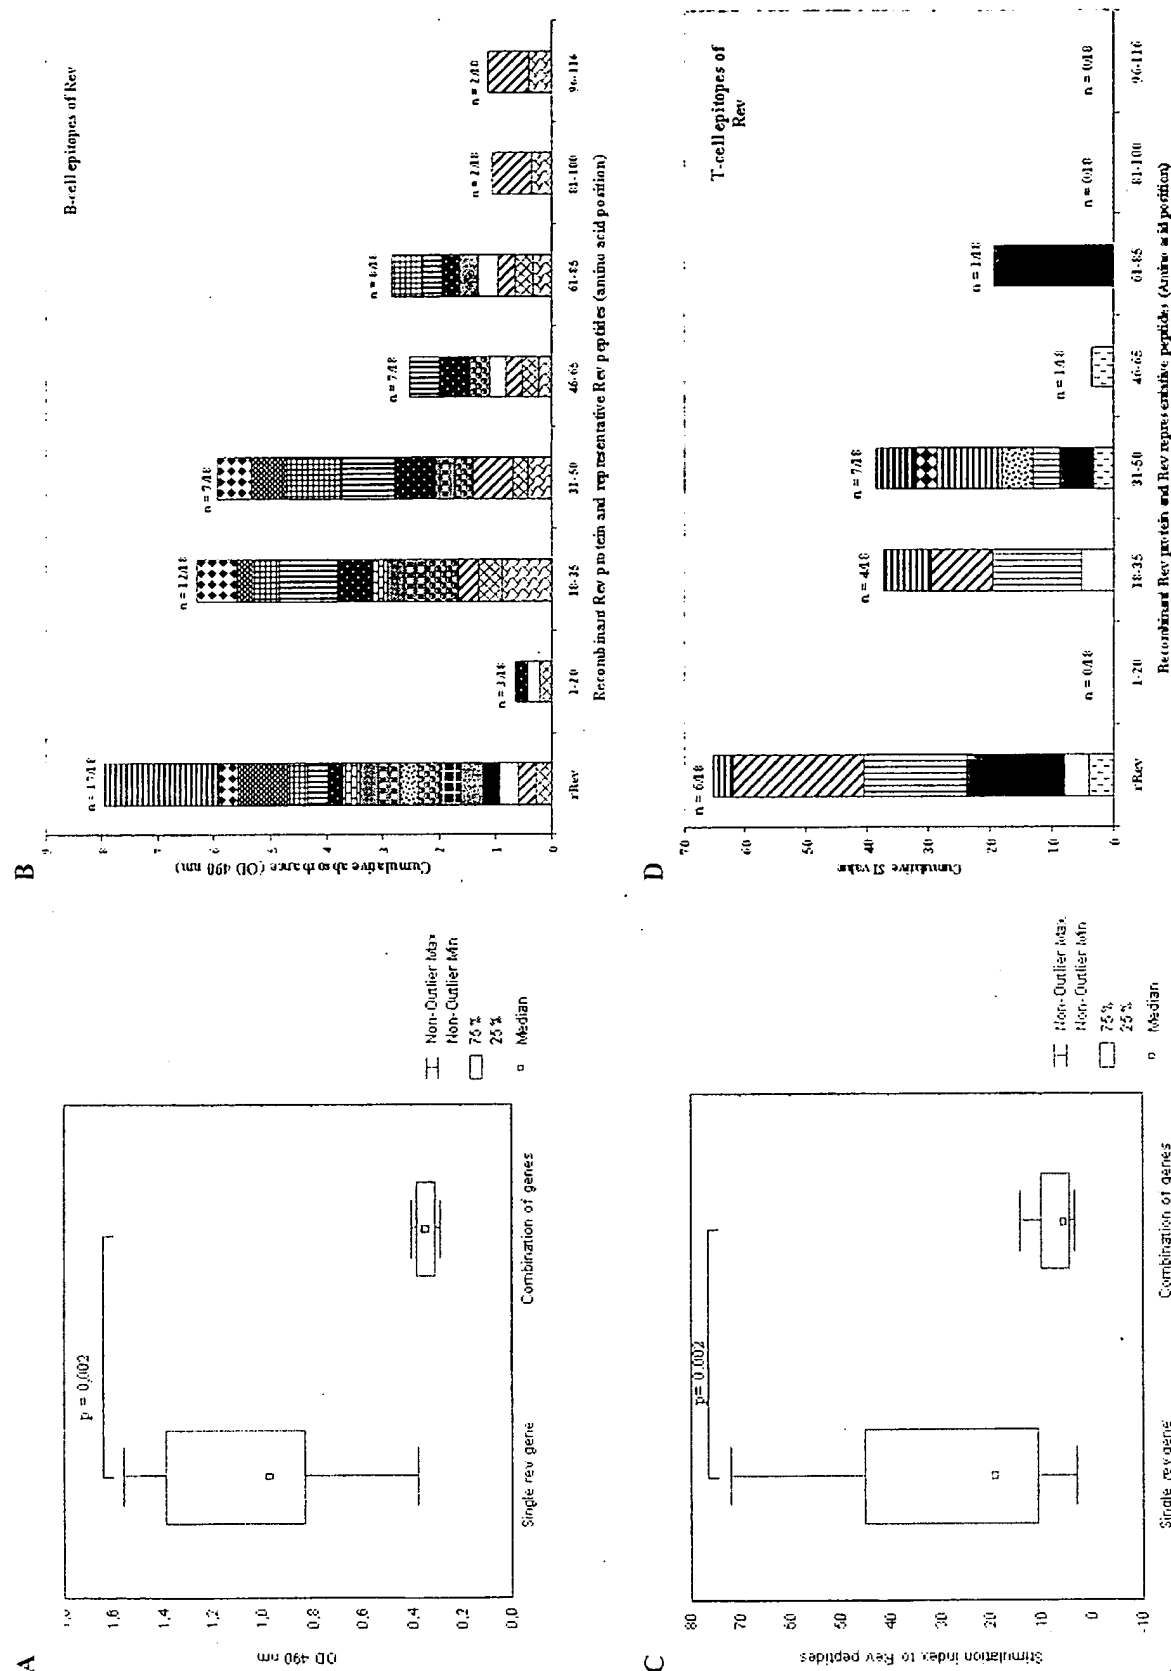 A
1.6
1.2
0.8
0.4
0.0
OD 490 nm
p = 0,002
Single rev gene
Combination of genes
Non-Outlier Max
Non-Outlier Min
75 %
25 %
Median
B
B-cell epitopes of Rev
9
8
7
6
5
4
3
2
1
0
Cumulative absorbance (OD 490 nm)
n = 17/18
n = 3/18
n = 12/18
n = 7/18
n = 7/18
n = 8/18
n = 2/18
n = 2/18
rRev
1-20
18-35
31-50
46-65
61-85
81-100
96-116
Recombinant Rev protein and representative Rev peptides (amino acid position)
C
80
70
60
50
40
30
20
10
0
-10
Stimulation index to Rev peptides
p= 0.002
Single rev gene
Combination of genes
Non-Outlier Max
Non-Outlier Min
75 %
25 %
Median
D
T-cell epitopes of
Rev
70
60
50
40
30
20
10
0
Cumulative SI value
n = 6/18
n = 0/18
n = 4/18
n = 7/18
n = 1/18
n = 1/18
n = 0/18
n = 0/18
rRev
1-20
18-35
31-50
46-65
61-85
81-100
96-116
Recombinant Rev protein and Rev representative peptides (Amino acid position)